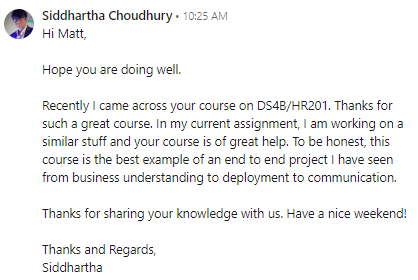 Siddhartha Choudhury • 10:25 AM
Hi Matt,
Hope you are doing well.
Recently I came across your course on DS4B/HR201. Thanks for
such a great course. In my current assignment, I am working on a
similar stuff and your course is of great help. To be honest, this
course is the best example of an end to end project I have seen
from business understanding to deployment to communication.
Thanks for sharing your knowledge with us. Have a nice weekend!
Thanks and Regards,
Siddhartha